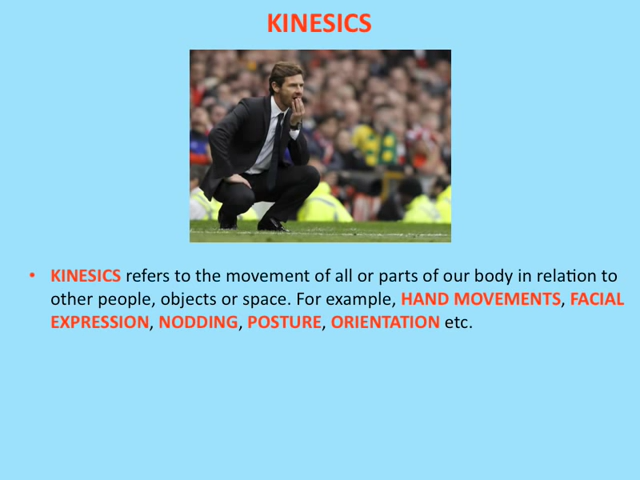 KINESICS
• KINESICS refers to the movement of all or parts of our body in relation to
other people, objects or space. For example, HAND MOVEMENTS, FACIAL
EXPRESSION, NODDING, POSTURE, ORIENTATION etc.